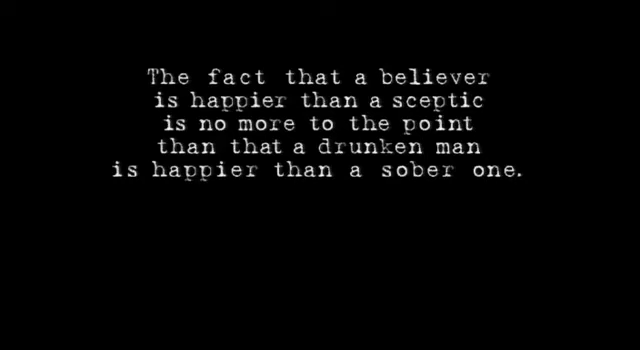 The fact that a believer
is happier than a sceptic
is no more to the point
than that a drunken man
is happier than a sober one.